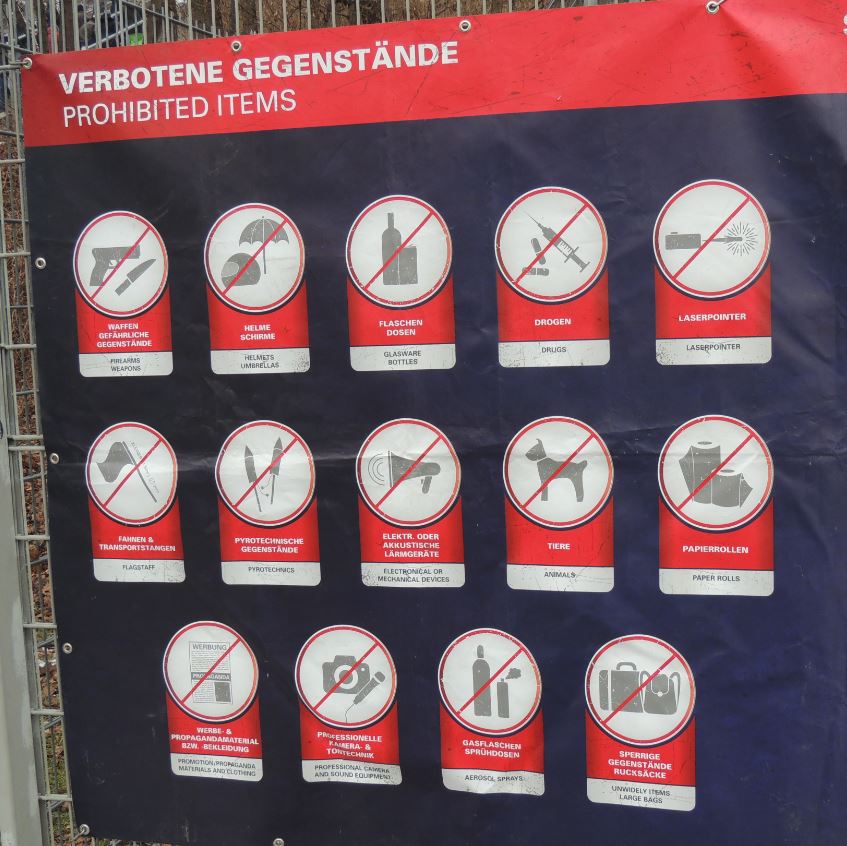 VERBOTENE GEGENSTÄNDE
PROHIBITED ITEMS
WAFFEN
GEFÄHRLICHE
GEGENSTÄNDE
FIREARMS
WEAPONS
HELME
SCHIRME
HELMETS
UMBRELLAS
FLASCHEN
DOSEN
GLASWARE
BOTTLES
DROGEN
DRUGS
LASERPOINTER
LASERPOINTER
FAHNEN &
TRANSPORTSTANGEN
FLAGSTAFF
PYROTECHNISCHE
GEGENSTÄNDE
PYROTECHNICS
ELEKTR. ODER
AKKUSTISCHE
LÄRMGERÄTE
ELECTRONICAL OR
MECHANICAL DEVICES
TIERE
ANIMALS
PAPIERROLLEN
PAPER ROLLS
WERBUNG
PROPAGANDA
WERBE- &
PROPAGANDAMATERIAL
BZW. -BEKLEIDUNG
PROMOTION/PROPAGANDA
MATERIALS AND CLOTHING
PROFESSIONELLE
KAMERA- &
TONTECHNIK
PROFESSIONAL CAMERA
AND SOUND EQUIPMENT
GASFLASCHEN
SPRÜHDOSEN
AEROSOL SPRAYS
SPERRIGE
GEGENSTÄNDE
RUCKSÄCKE
UNWIDELY ITEMS
LARGE BAGS